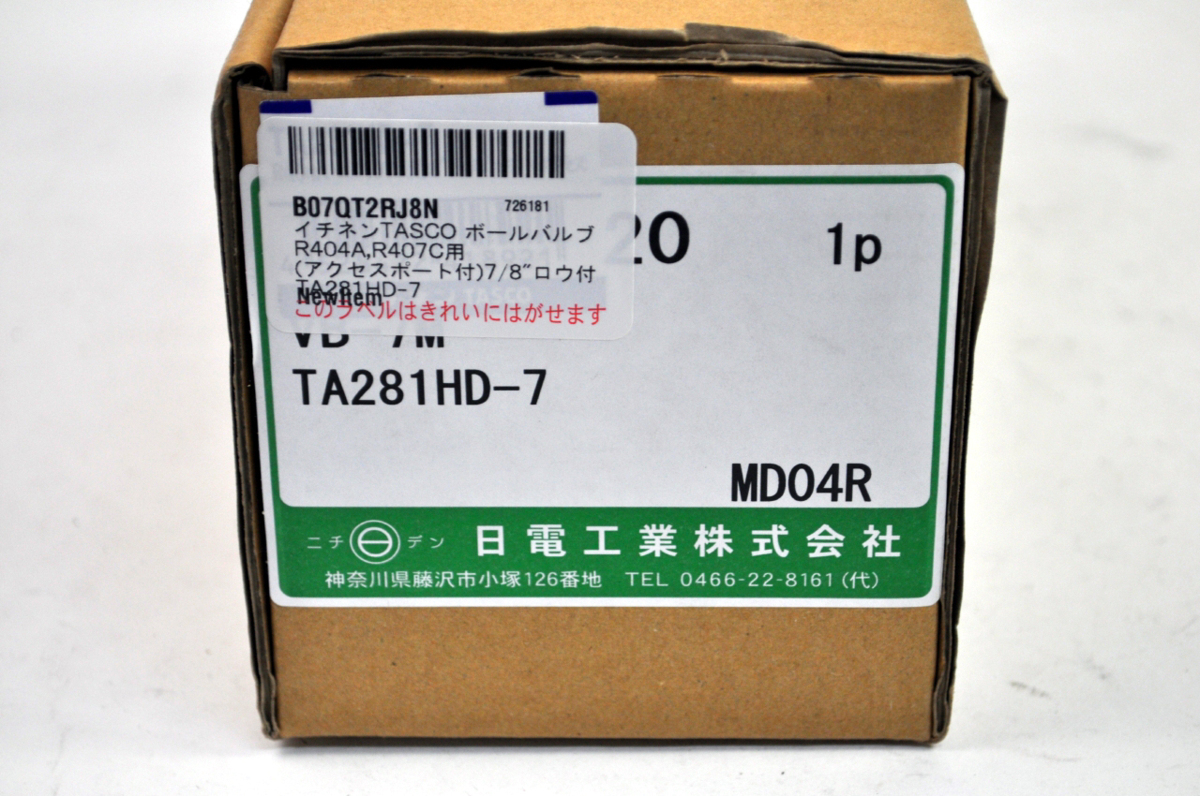 B07QT2RJ8N 726181
イチネンTASCO ボールバルブ
R404A,R407C用
(アクセスポート付)7/8″ロウ付
TA281HD-7
NewItem
このラベルはきれいにはがせます
20 1p
VB-7M
TA281HD-7
MD04R
ニチ デン 日電工業株式会社
神奈川県藤沢市小塚126番地 TEL 0466-22-8161(代)